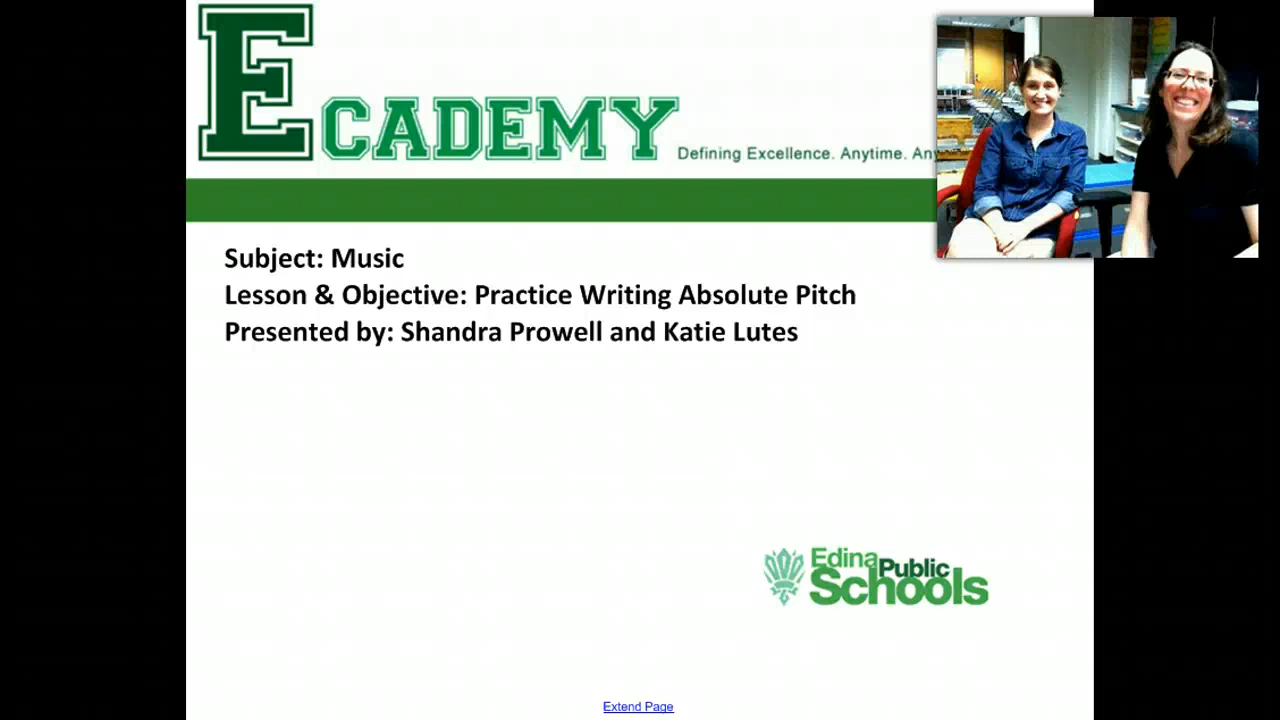 ECADEMY
Defining Excellence. Anytime.
Subject: Music
Lesson & Objective: Practice Writing Absolute Pitch
Presented by: Shandra Prowell and Katie Lutes
Edina Public
Schools
Extend Page